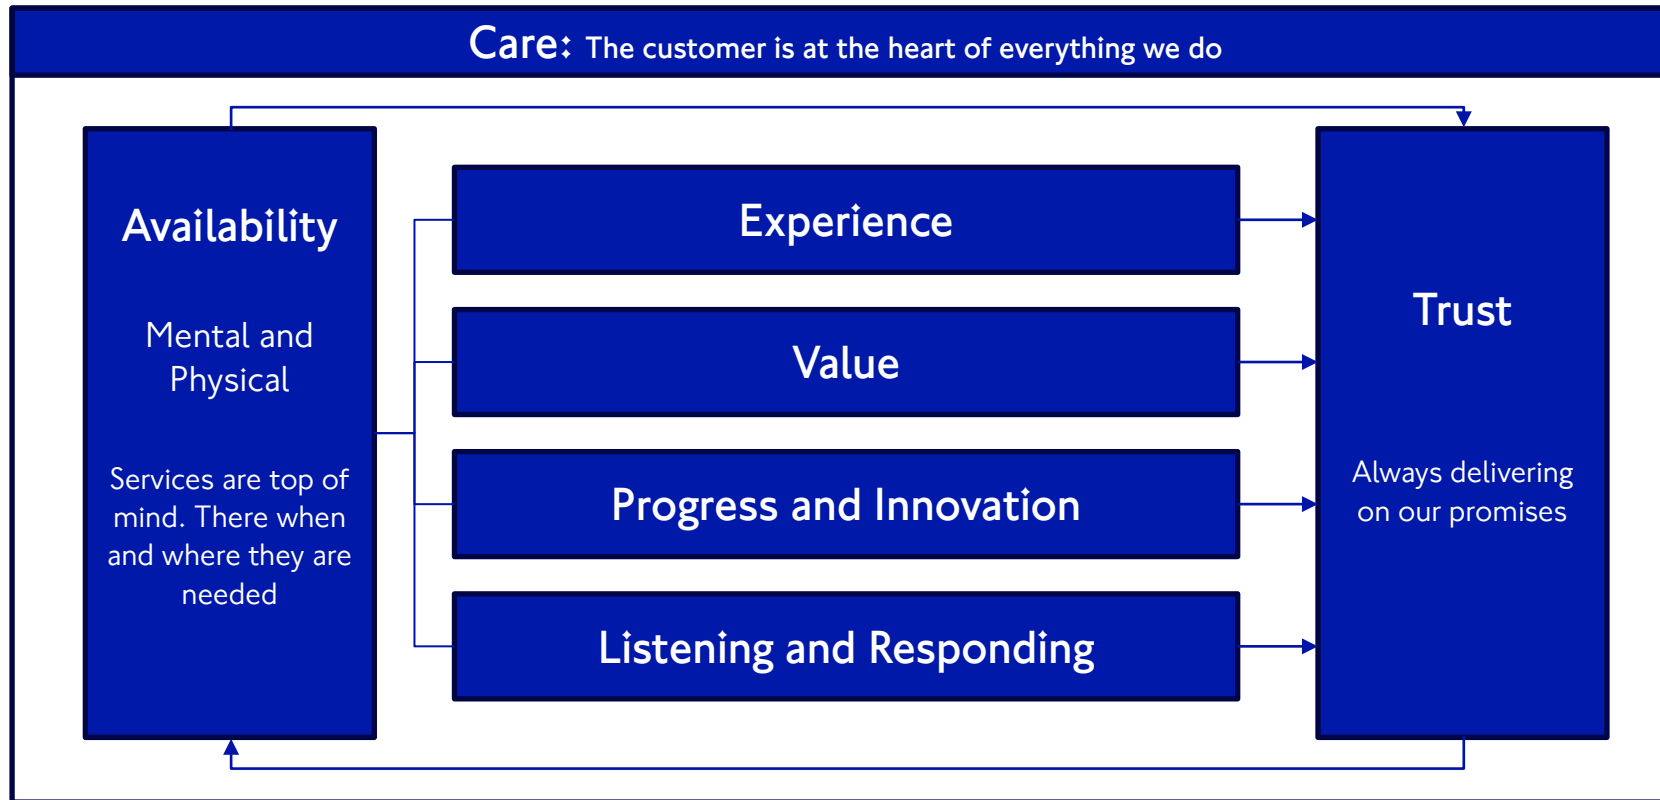 Care: The customer is at the heart of everything we do
Availability
Mental and
Physical
Services are top of
mind. There when
and where they are
needed
Experience
Value
Progress and Innovation
Listening and Responding
Trust
Always delivering
on our promises